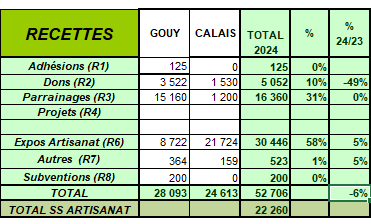 RECETTES GOUY CALAIS TOTAL 2024 % % 24/23
Adhésions (R1) 125 0 125 0%
Dons (R2) 3 522 1 530 5 052 10% -49%
Parrainages (R3) 15 160 1 200 16 360 31% 0%
Projets (R4)
Expos Artisanat (R6) 8 722 21 724 30 446 58% 5%
Autres (R7) 364 159 523 1% 5%
Subventions (R8) 200 0 200 0%
TOTAL 28 093 24 613 52 706 -6%
TOTAL SS ARTISANAT 22 260